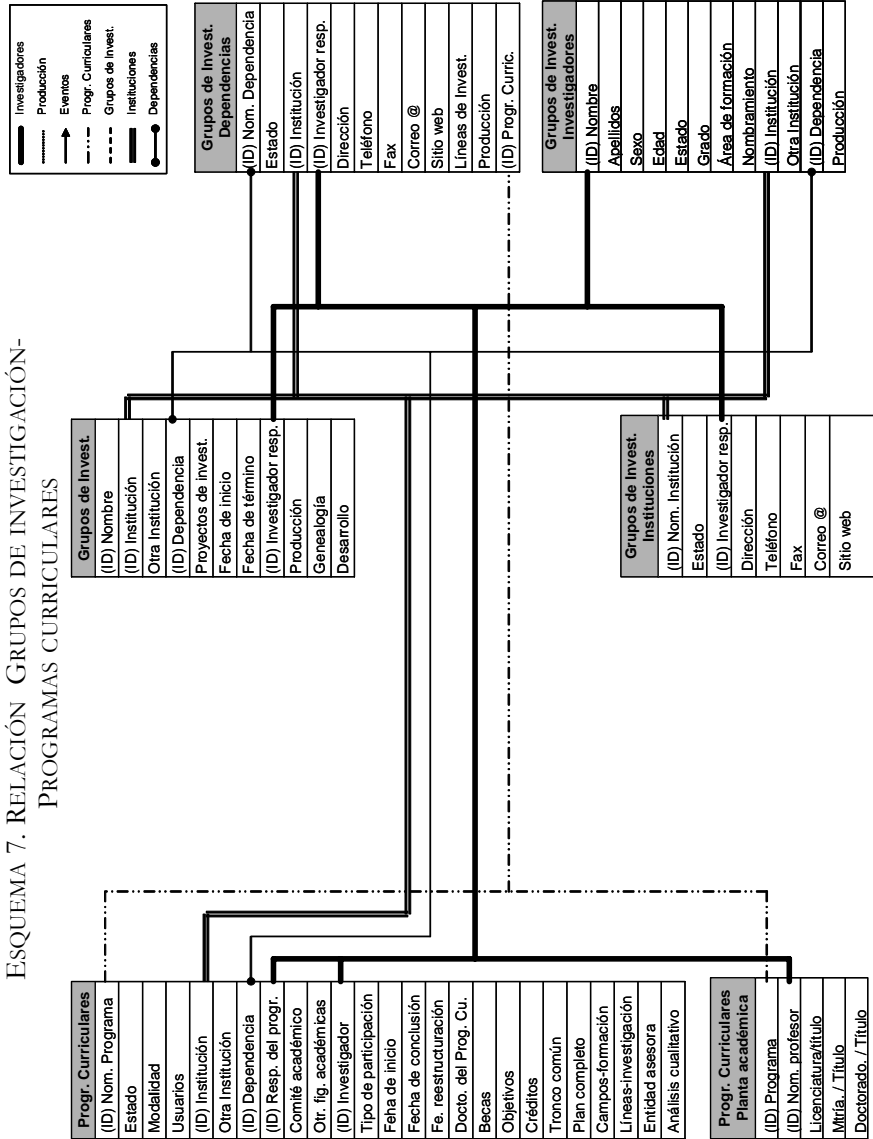 ESQUEMA 7. RELACIÓN GRUPOS DE INVESTIGACIÓN-
PROGRAMAS CURRICULARES
Investigadores
Producción
Eventos
Progr. Curriculares
Grupos de Invest.
Instituciones
Dependencias
Progr. Curriculares
(ID) Nom. Programa
Estado
Modalidad
Usuarios
(ID) Institución
Otra Institución
(ID) Dependencia
(ID) Resp. del progr.
Comité académico
Otr. fig. académicas
(ID) Investigador
Tipo de participación
Feha de inicio
Fecha de conclusión
Fe. reestructuración
Docto. del Prog. Cu.
Becas
Objetivos
Créditos
Tronco común
Plan completo
Campos-formación
Líneas-investigación
Entidad asesora
Análisis cualitativo
Progr. Curriculares
Planta académica
(ID) Programa
(ID) Nom. profesor
Licenciatura/título
Mtría. / Título
Doctorado. / Título
Grupos de Invest.
(ID) Nombre
(ID) Institución
Otra Institución
(ID) Dependencia
Proyectos de invest.
Fecha de inicio
Fecha de término
(ID) Investigador resp.
Producción
Genealogía
Desarrollo
Grupos de Invest.
Instituciones
(ID) Nom. Institución
Estado
(ID) Investigador resp.
Dirección
Teléfono
Fax
Correo @
Sitio web
Grupos de Invest.
Dependencias
(ID) Nom. Dependencia
Estado
(ID) Institución
(ID) Investigador resp.
Dirección
Teléfono
Fax
Correo @
Sitio web
Líneas de Invest.
Producción
(ID) Progr. Curric.
Grupos de Invest.
Investigadores
(ID) Nombre
Apellidos
Sexo
Edad
Estado
Grado
Área de formación
Nombramiento
(ID) Institución
Otra Institución
(ID) Dependencia
Producción